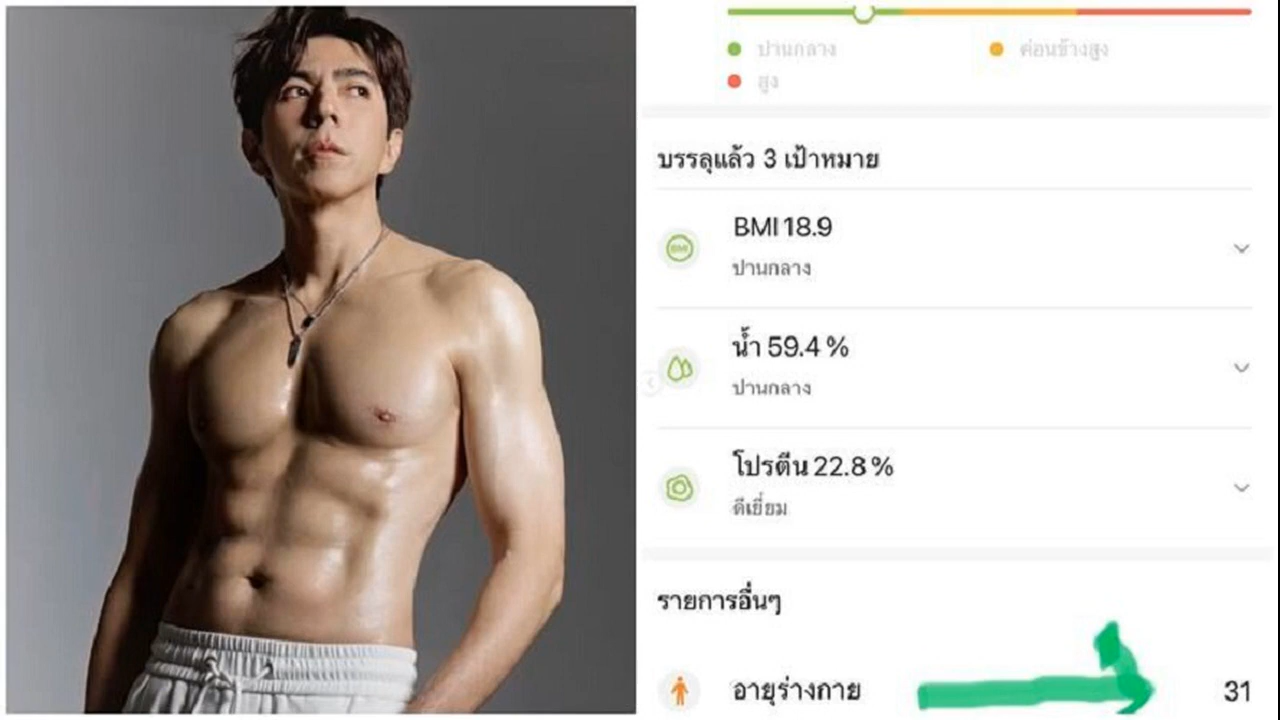 ปานกลาง
ค่อนข้างสูง
สูง
บรรลุแล้ว 3 เป้าหมาย
BMI 18.9
BMI
ปานกลาง
น้ำ 59.4 %
ปานกลาง
โปรตีน 22.8 %
ดีเยี่ยม
รายการอื่นๆ
อายุร่างกาย 31